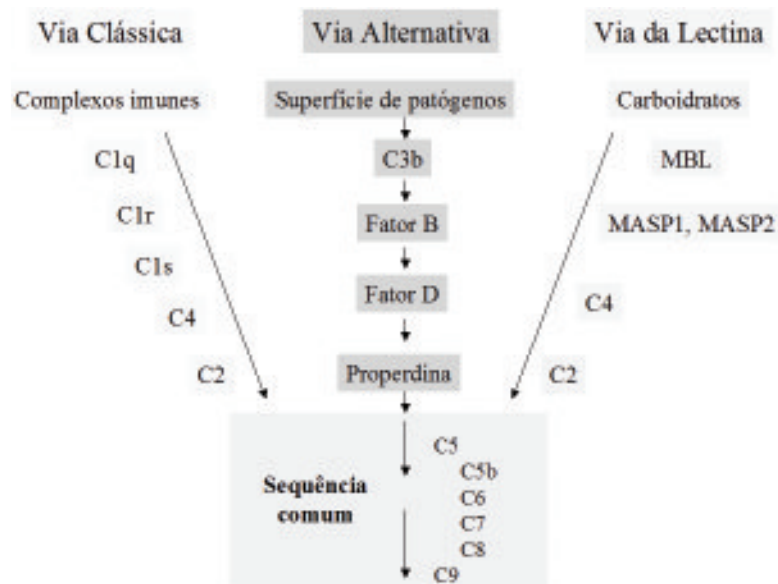 Via Clássica
Complexos imunes
C1q
C1r
C1s
C4
C2
Via Alternativa
Superfície de patógenos
C3b
Fator B
Fator D
Properdina
Via da Lectina
Carboidratos
MBL
MASP1, MASP2
C4
C2
Sequência
comum
C5
C5b
C6
C7
C8
C9